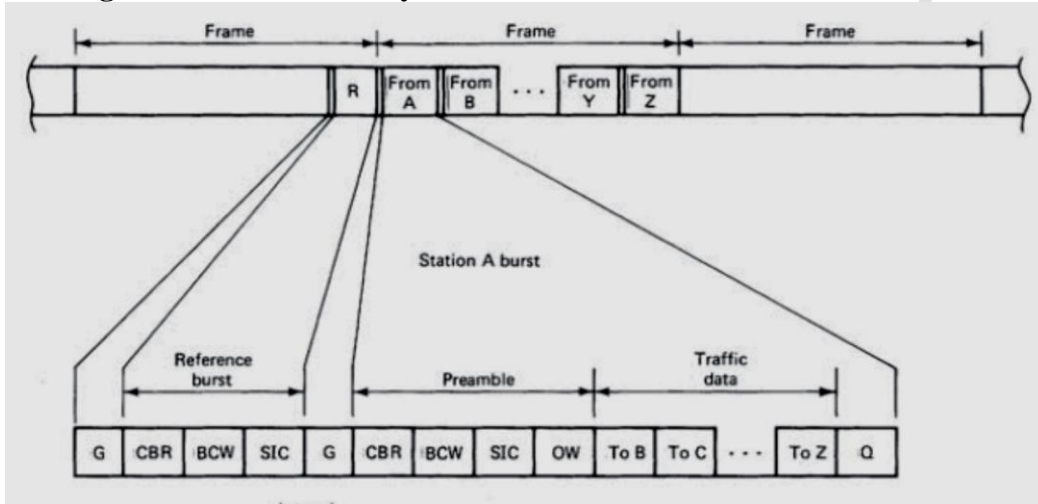 Frame Frame Frame
R From A From B . . . From Y From Z
Station A burst
Reference burst Preamble Traffic data
G CBR BCW SIC G CBR BCW SIC OW To B To C . . . To Z Q